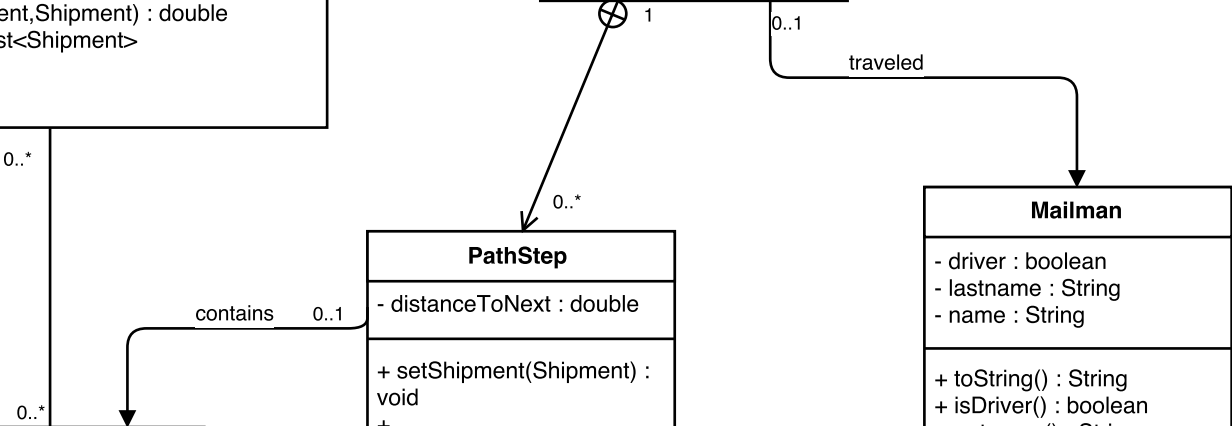 ent,Shipment) : double
st<Shipment>
1
0..1
traveled
0..*
0..*
Mailman
PathStep
- driver : boolean
- lastname : String
- name : String
- distanceToNext : double
contains
0..1
+ setShipment(Shipment) :
void
+
+ toString() : String
+ isDriver() : boolean
0..*